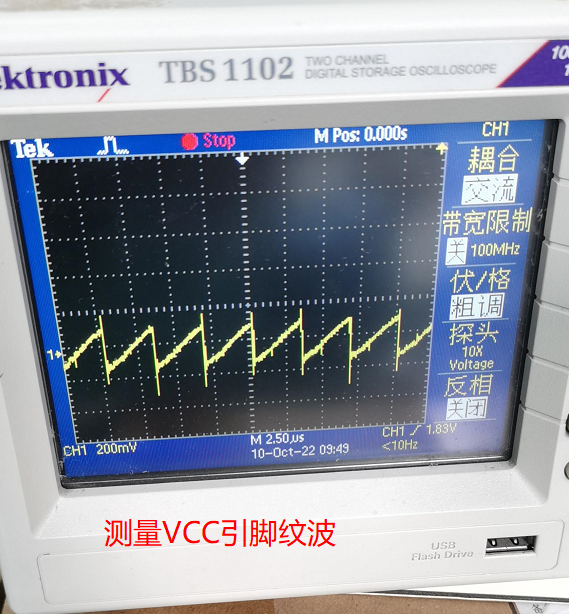 ektronix TBS 1102 TWO CHANNEL
DIGITAL STORAGE OSCILLOSCOPE
10
Tek Stop M Pos: 0.000s CH1
耦合
交流
带宽限制
关 100MHz
伏/格
粗调
探头
10X
Voltage
反相
关闭
1
CH1 200mV M 2.50µs CH1 1.83V
10-Oct-22 09:49 <10Hz
测量VCC引脚纹波
USB
Flash Drive